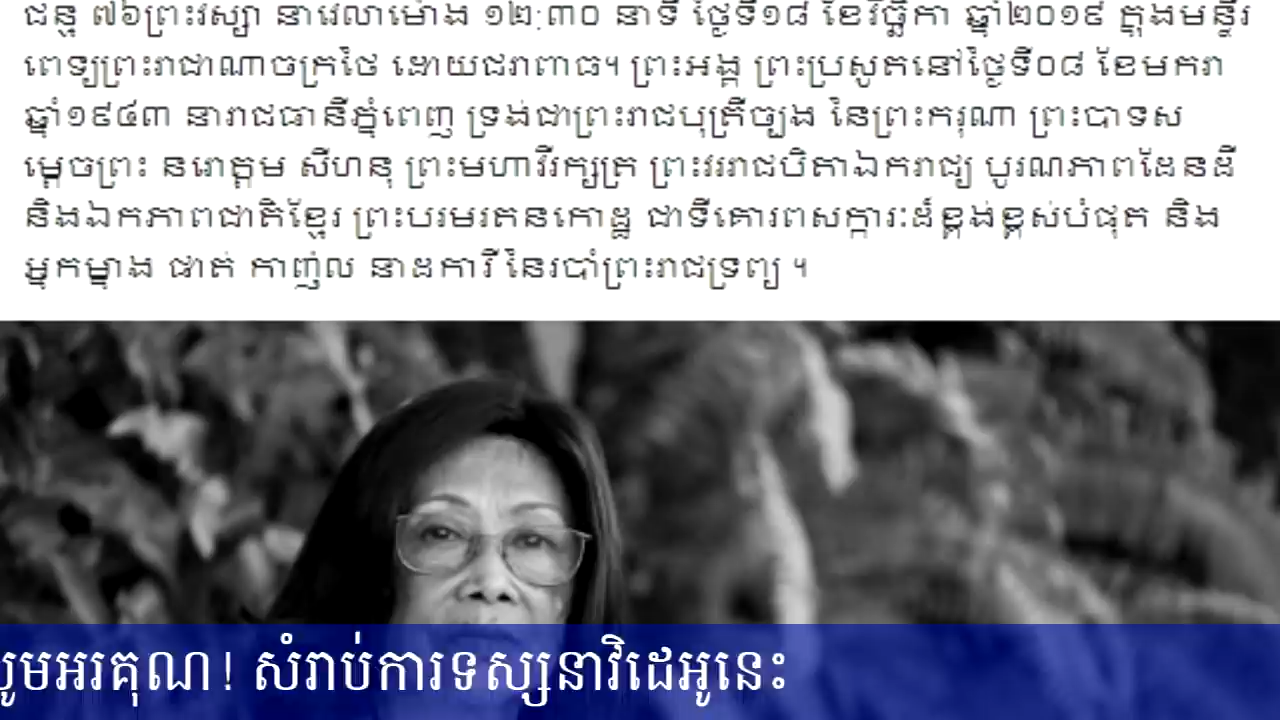 ជន្ម ៧៦ព្រះវស្សា នាវេលាម៉ោង ១២:៣០ នាទី ថ្ងៃទី១៨ ខែវិច្ឆិកា ឆ្នាំ២០១៩ ក្នុងមន្ទីរ
ពេទ្យព្រះរាជាណាចក្រថៃ ដោយជរាពាធ។ ព្រះអង្គ ព្រះប្រសូតនៅថ្ងៃទី០៨ ខែមករា
ឆ្នាំ១៩៤៣ នារាជធានីភ្នំពេញ ទ្រង់ជាព្រះរាជបុត្រីច្បង នៃព្រះករុណា ព្រះបាទស
ម្តេចព្រះ នរោត្តម សីហនុ ព្រះមហាវីរក្សត្រ ព្រះវររាជបិតាឯករាជ្យ បូរណភាពដែនដី
និងឯកភាពជាតិខ្មែរ ព្រះបរមរតនកោដ្ឋ ជាទីគោរពសក្ការៈដ៏ខ្ពង់ខ្ពស់បំផុត និង
អ្នកម្នាង ផាត់ កាញ៉ុល នាដការី នៃរបាំព្រះរាជទ្រព្យ ។
រូមអរគុណ! សំរាប់ការទស្សនាវិដេអូនេះ